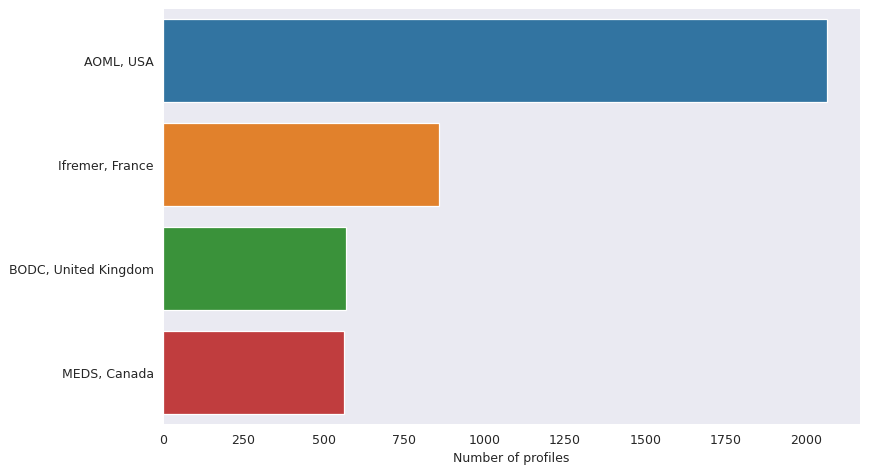 AOML, USA
Ifremer, France
BODC, United Kingdom
MEDS, Canada
0 250 500 750 1000 1250 1500 1750 2000
Number of profiles